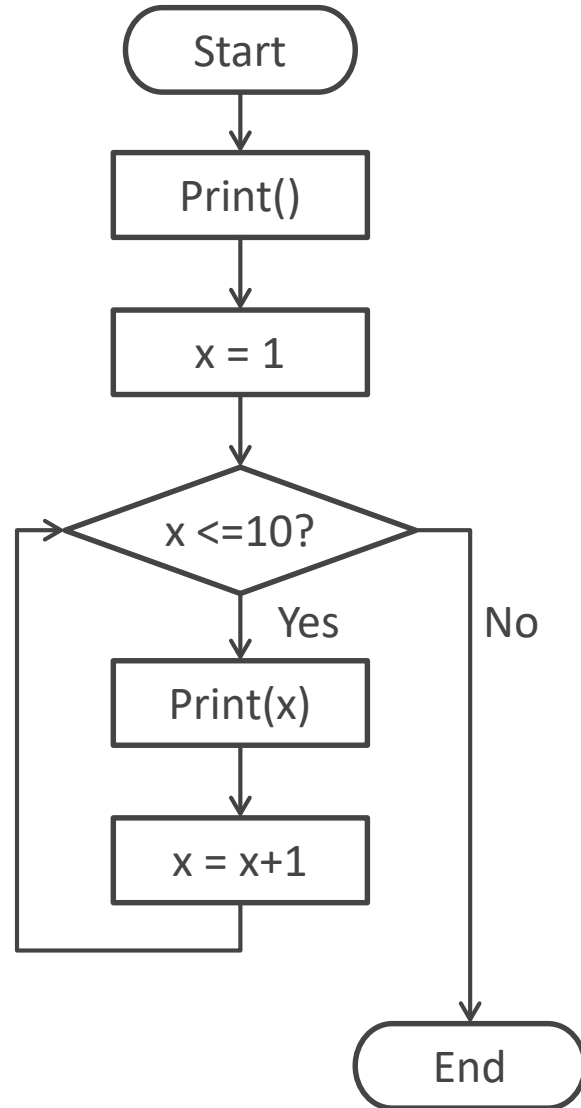 Start
Print()
x = 1
x <=10?
Yes
No
Print(x)
x = x+1
End